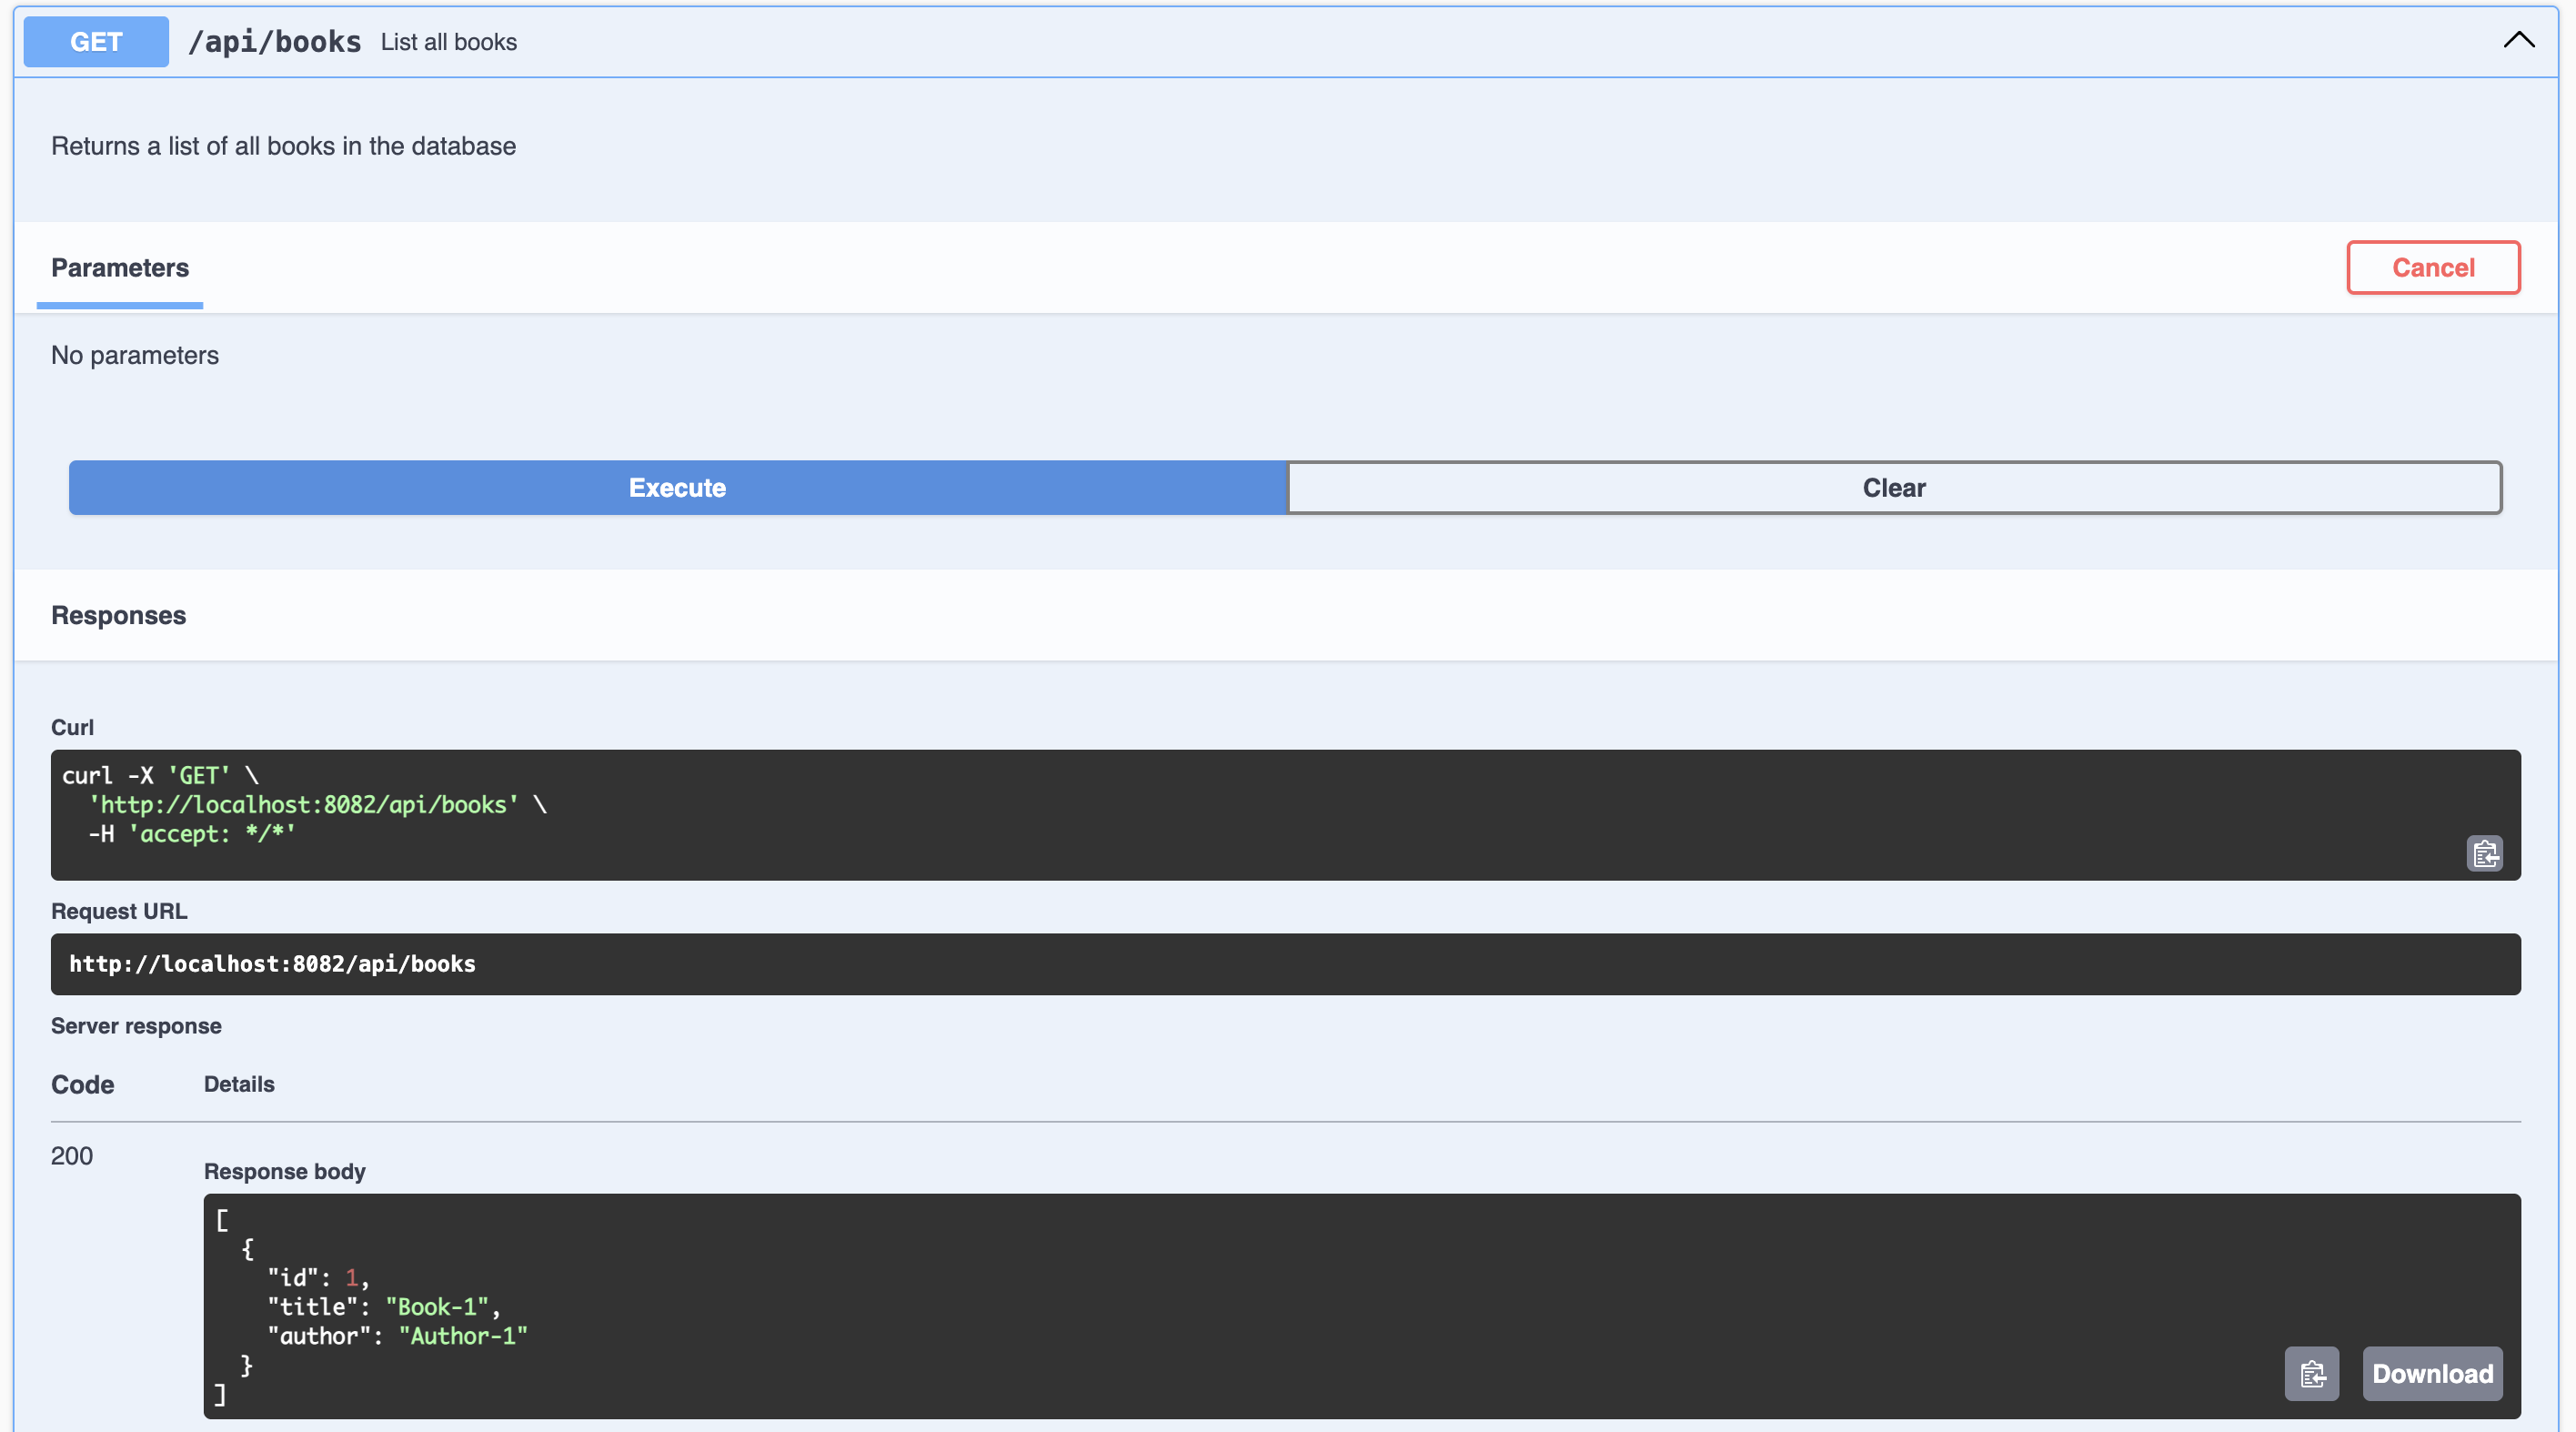 GET /api/books List all books
Returns a list of all books in the database
Parameters
Cancel
No parameters
Execute
Clear
Responses
Curl
curl -X 'GET' \
  'http://localhost:8082/api/books' \
  -H 'accept: */*'
Request URL
http://localhost:8082/api/books
Server response
Code Details
200
Response body
[
  {
    "id": 1,
    "title": "Book-1",
    "author": "Author-1"
  }
]
Download